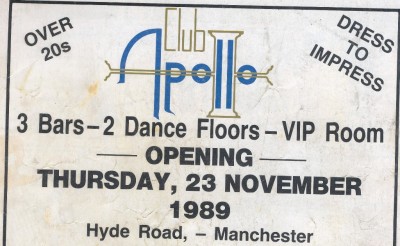 OVER
20s
Club
Apollo
DRESS
TO
IMPRESS
3 Bars – 2 Dance Floors – VIP Room
— OPENING —
THURSDAY, 23 NOVEMBER
1989
Hyde Road, – Manchester